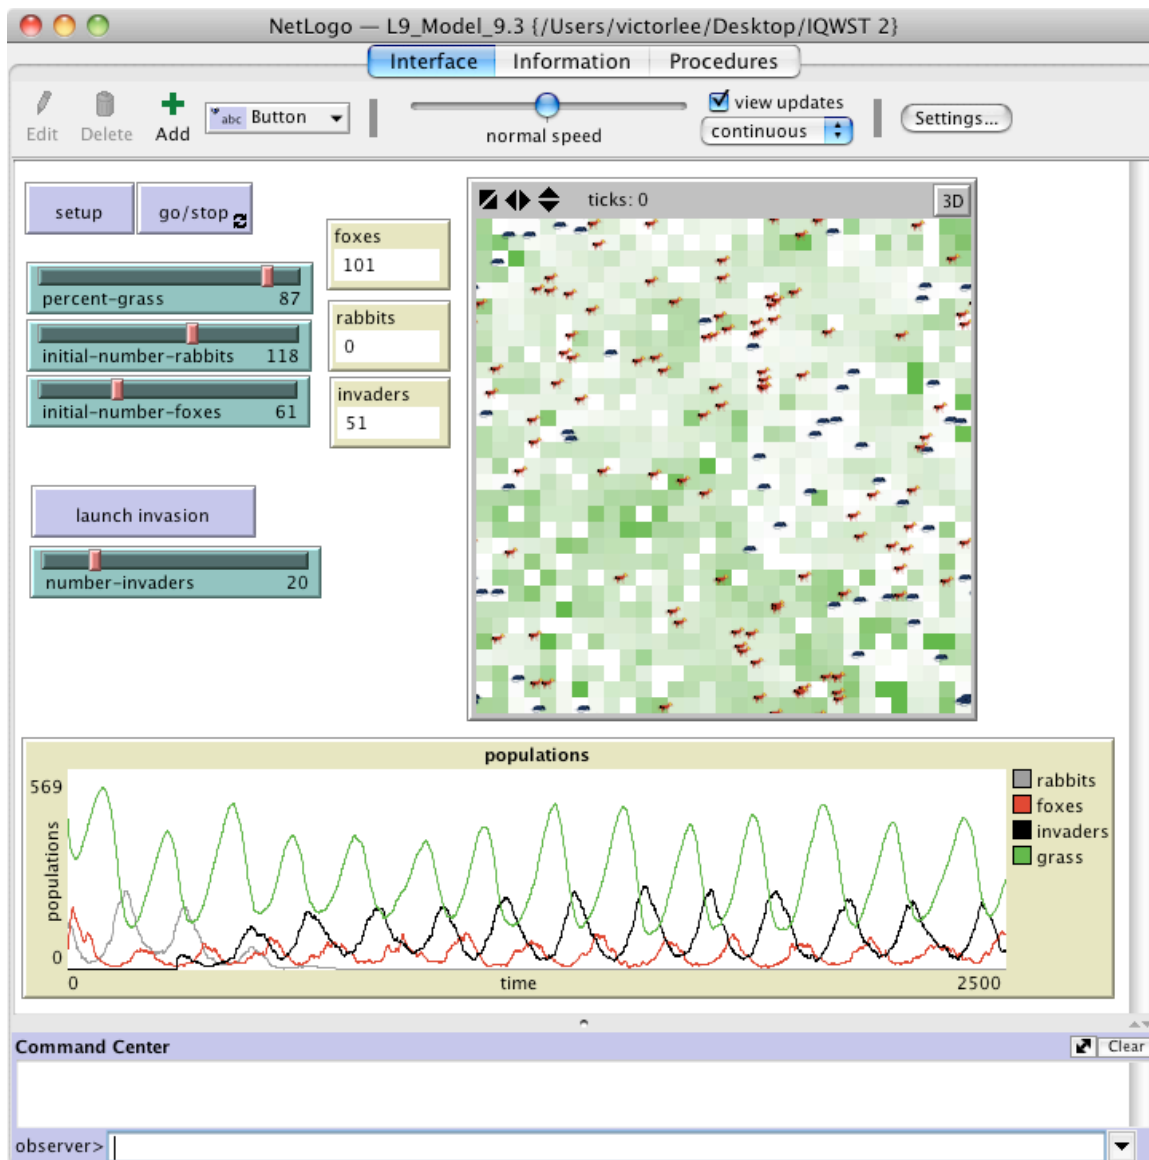 NetLogo — L9_Model_9.3 {/Users/victorlee/Desktop/IQWST 2}
Interface Information Procedures
Edit Delete Add abc Button normal speed view updates continuous Settings...
setup go/stop
ticks: 0 3D
foxes
101
percent-grass 87
rabbits
0
initial-number-rabbits 118
invaders
51
initial-number-foxes 61
launch invasion
number-invaders 20
populations
569
populations
0
0 time 2500
rabbits
foxes
invaders
grass
Command Center Clear
observer>